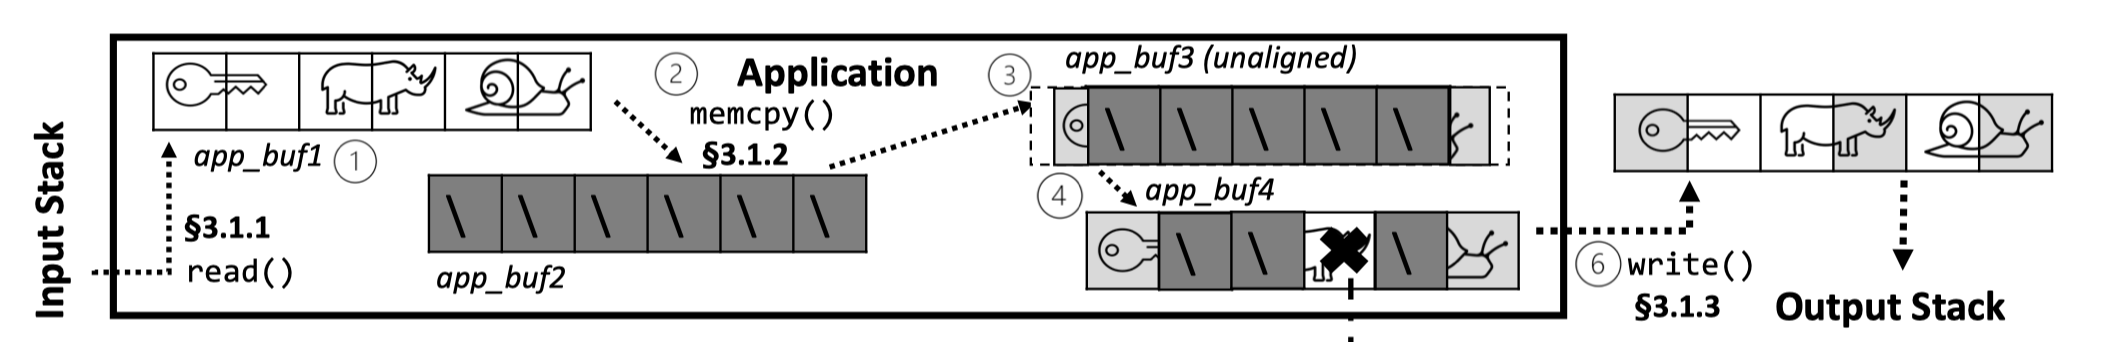 Input Stack
app_buf1
1
§3.1.1
read()
2
Application
memcpy()
§3.1.2
app_buf2
3
app_buf3 (unaligned)
4
app_buf4
6
write()
§3.1.3
Output Stack